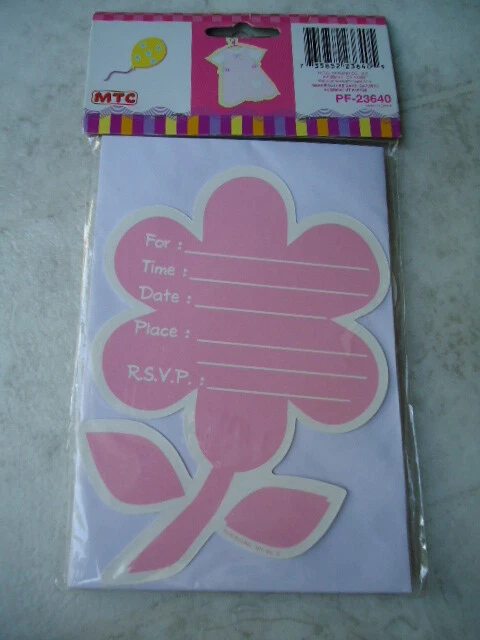 MTC
PF-23640
For :
Time :
Date :
Place :
R.S.V.P. :